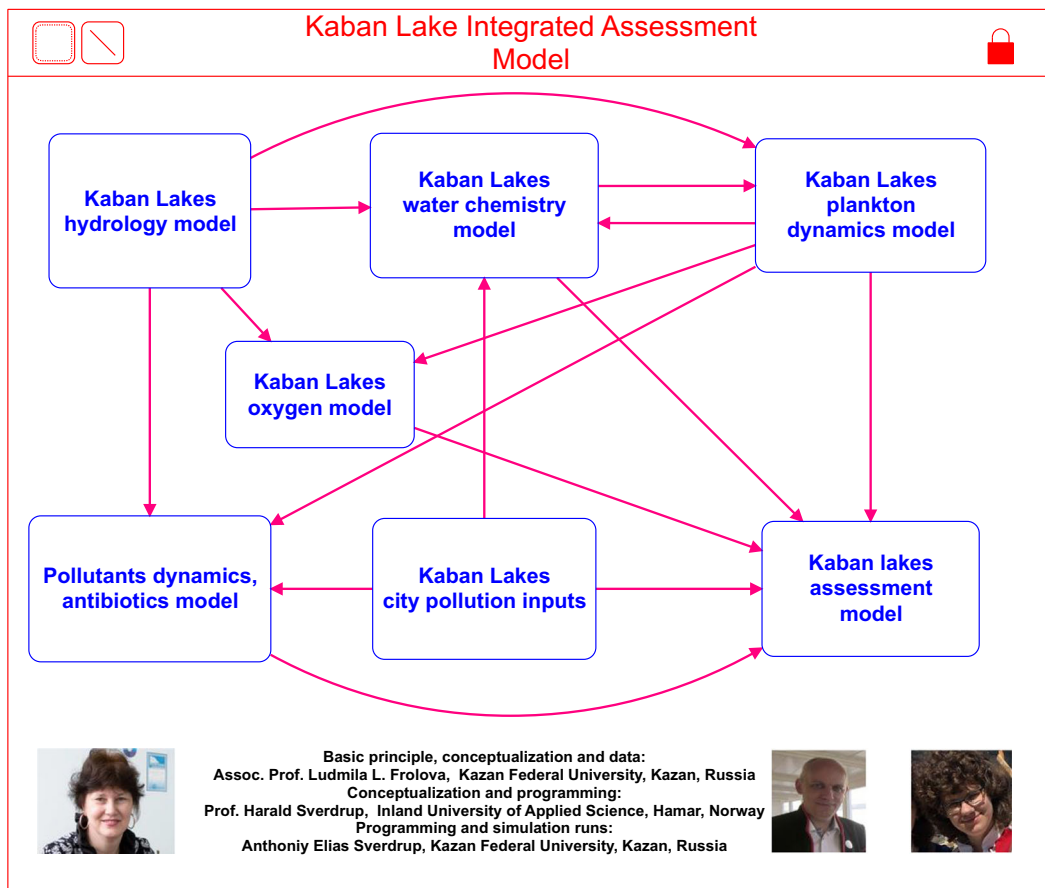 Kaban Lake Integrated Assessment
Model
Kaban Lakes
hydrology model
Kaban Lakes
water chemistry
model
Kaban Lakes
plankton
dynamics model
Kaban Lakes
oxygen model
Pollutants dynamics,
antibiotics model
Kaban Lakes
city pollution inputs
Kaban lakes
assessment
model
Basic principle, conceptualization and data:
Assoc. Prof. Ludmila L. Frolova, Kazan Federal University, Kazan, Russia
Conceptualization and programming:
Prof. Harald Sverdrup, Inland University of Applied Science, Hamar, Norway
Programming and simulation runs:
Anthoniy Elias Sverdrup, Kazan Federal University, Kazan, Russia